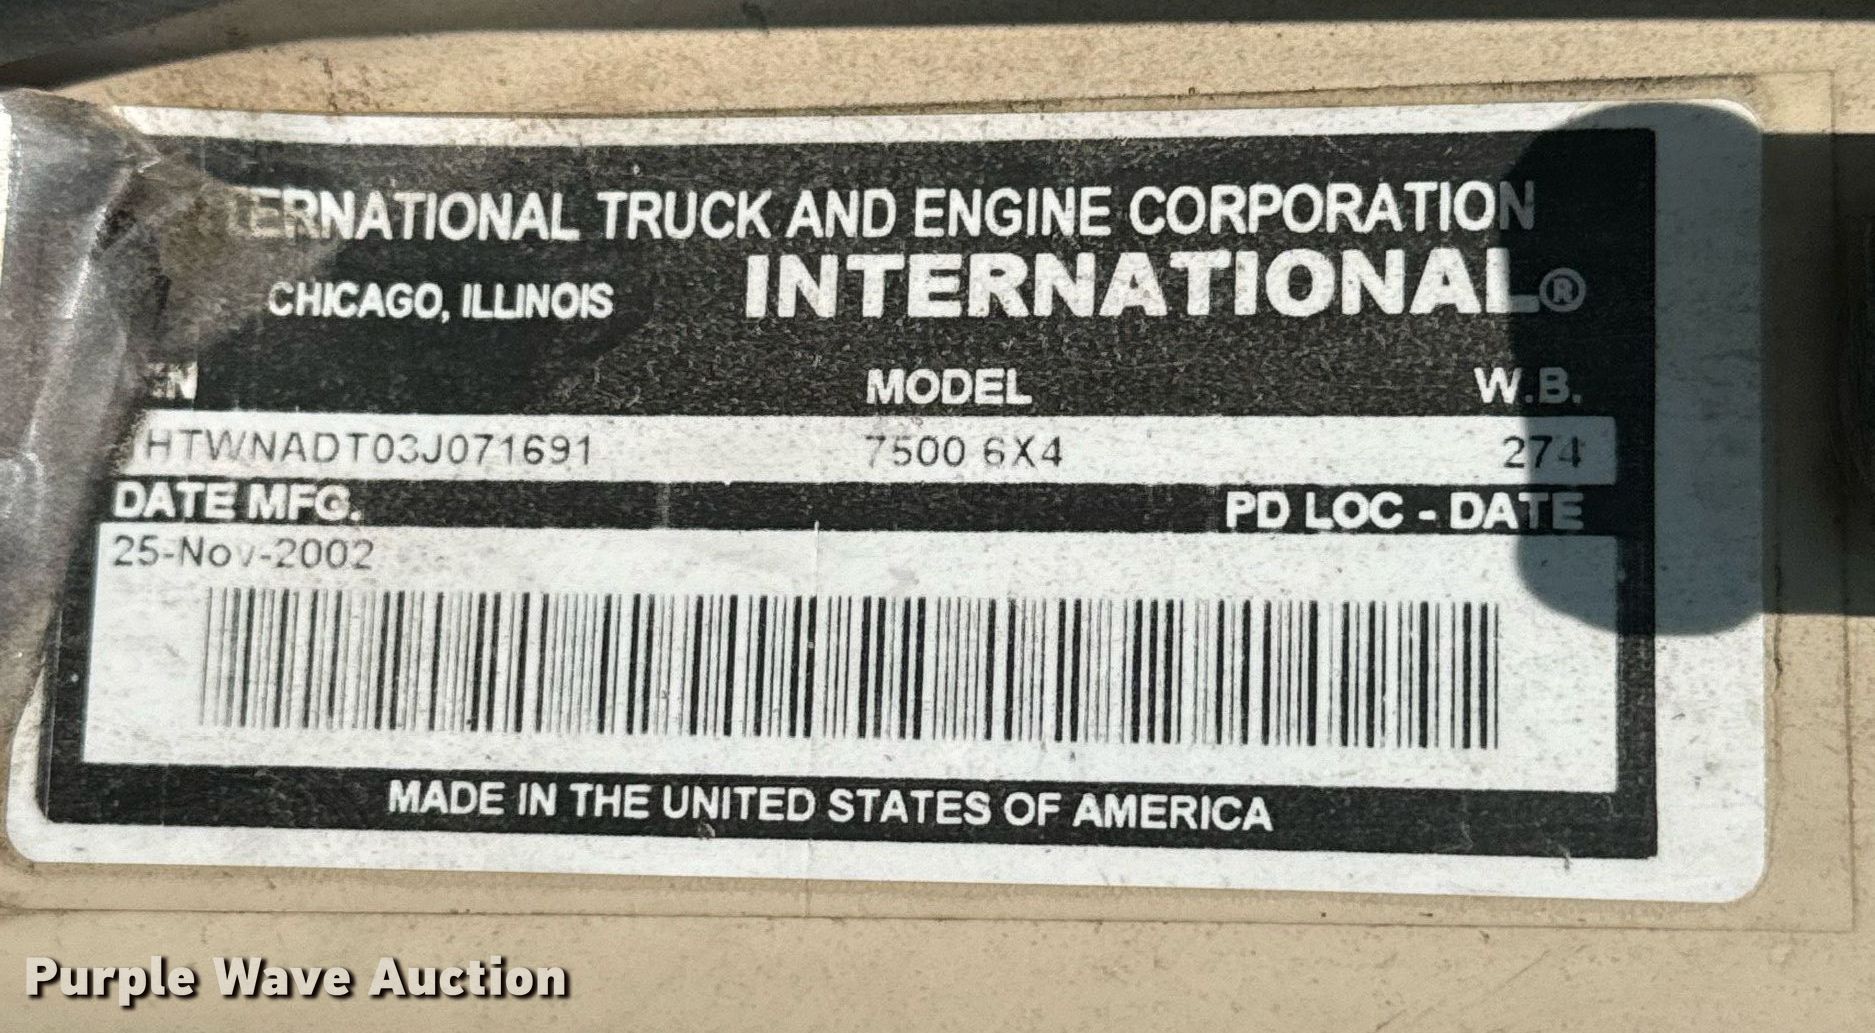 TERNATIONAL TRUCK AND ENGINE CORPORATION
CHICAGO, ILLINOIS INTERNATIONAL®
MODEL W.B.
HTWNADT03J071691 7500 6X4 274
DATE MFG. PD LOC - DATE
25-Nov-2002
MADE IN THE UNITED STATES OF AMERICA
Purple Wave Auction